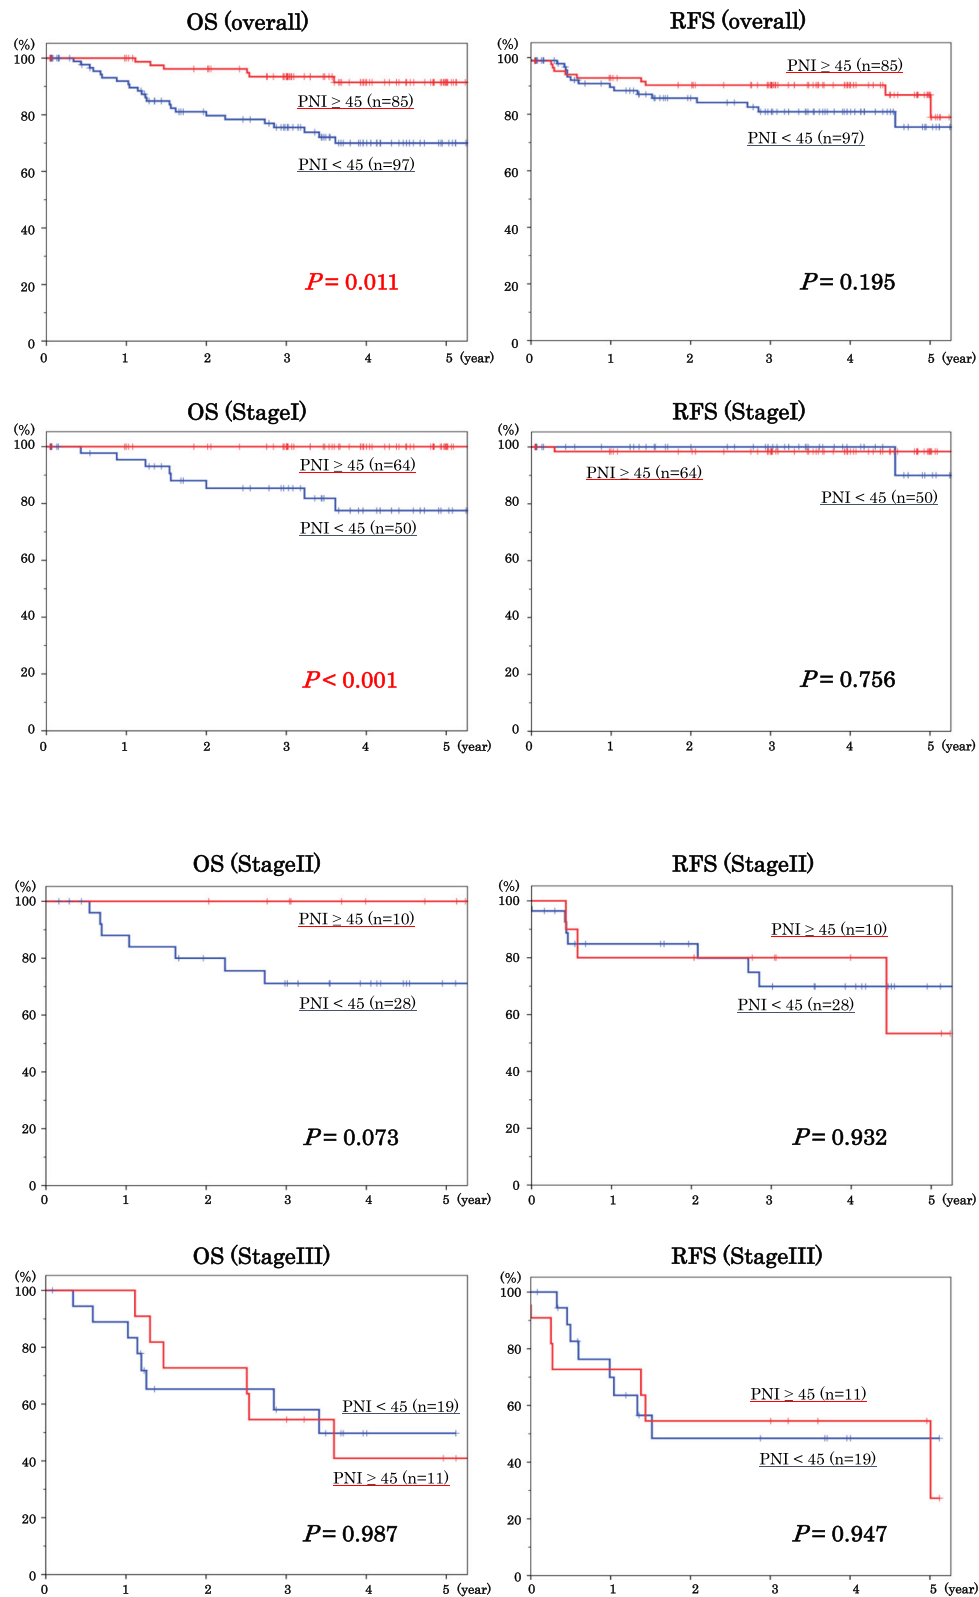 OS (overall)
(%)
100
80
60
40
20
0
PNI ≥ 45 (n=85)
PNI < 45 (n=97)
P = 0.011
0 1 2 3 4 5 (year)
RFS (overall)
(%)
100
80
60
40
20
0
PNI ≥ 45 (n=85)
PNI < 45 (n=97)
P = 0.195
0 1 2 3 4 5 (year)
OS (StageI)
(%)
100
80
60
40
20
0
PNI ≥ 45 (n=64)
PNI < 45 (n=50)
P < 0.001
0 1 2 3 4 5 (year)
RFS (StageI)
(%)
100
80
60
40
20
0
PNI ≥ 45 (n=64)
PNI < 45 (n=50)
P = 0.756
0 1 2 3 4 5 (year)
OS (StageII)
(%)
100
80
60
40
20
0
PNI ≥ 45 (n=10)
PNI < 45 (n=28)
P = 0.073
0 1 2 3 4 5 (year)
RFS (StageII)
(%)
100
80
60
40
20
0
PNI ≥ 45 (n=10)
PNI < 45 (n=28)
P = 0.932
0 1 2 3 4 5 (year)
OS (StageIII)
(%)
100
80
60
40
20
0
PNI < 45 (n=19)
PNI ≥ 45 (n=11)
P = 0.987
0 1 2 3 4 5 (year)
RFS (StageIII)
(%)
100
80
60
40
20
0
PNI ≥ 45 (n=11)
PNI < 45 (n=19)
P = 0.947
0 1 2 3 4 5 (year)